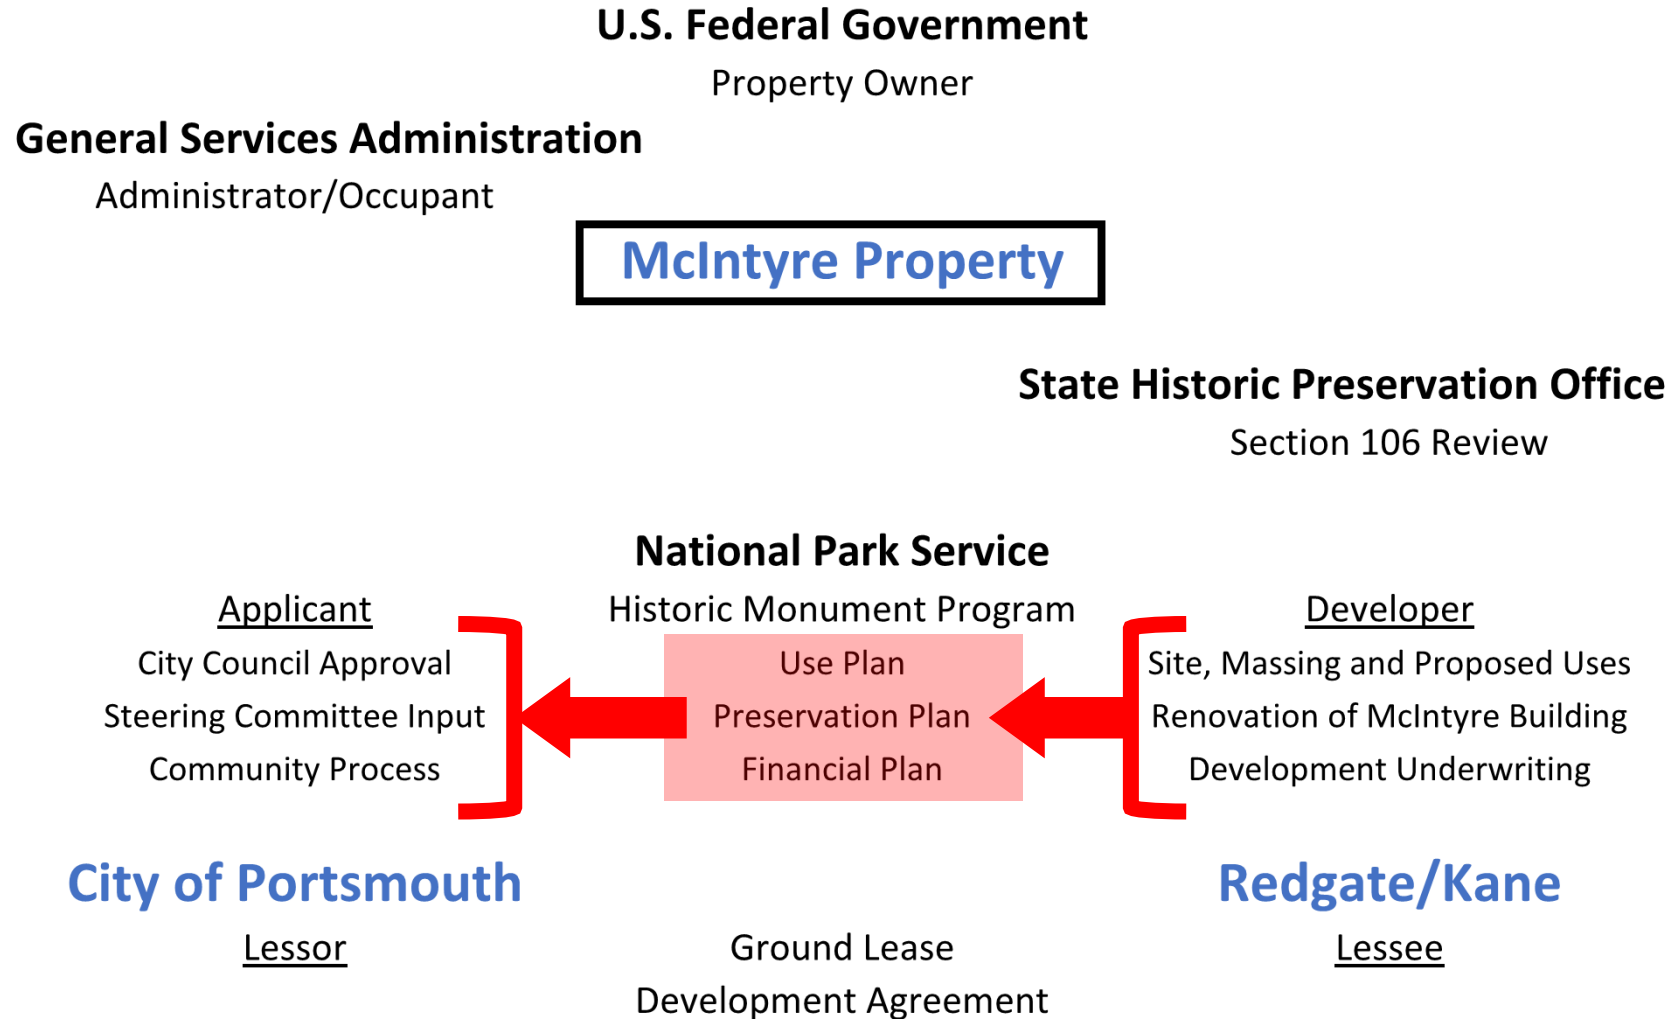 U.S. Federal Government
Property Owner
General Services Administration
Administrator/Occupant
McIntyre Property
State Historic Preservation Office
Section 106 Review
National Park Service
Historic Monument Program
Applicant
City Council Approval
Steering Committee Input
Community Process
Use Plan
Preservation Plan
Financial Plan
Developer
Site, Massing and Proposed Uses
Renovation of McIntyre Building
Development Underwriting
City of Portsmouth
Lessor
Redgate/Kane
Lessee
Ground Lease
Development Agreement